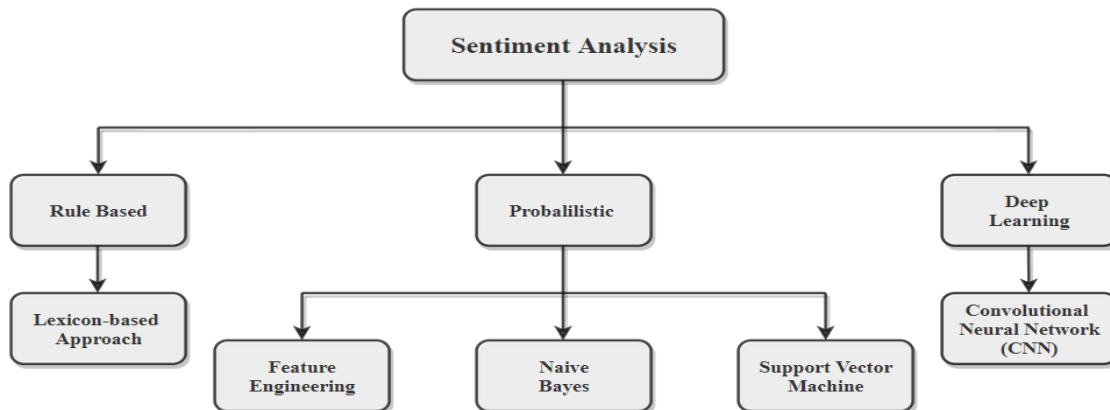 Sentiment Analysis
Rule Based
Probalilistic
Deep
Learning
Lexicon-based
Approach
Convolutional
Neural Network
(CNN)
Feature
Engineering
Naive
Bayes
Support Vector
Machine